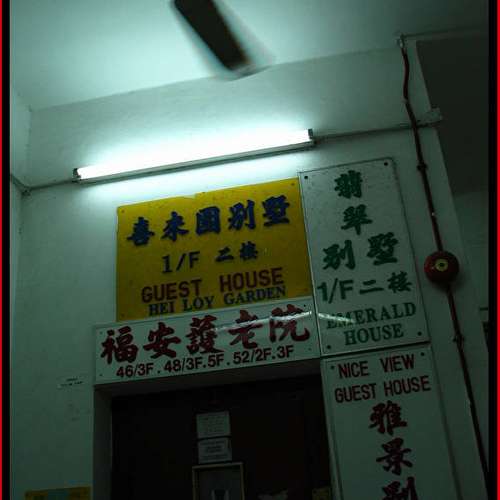 喜來園別墅
1/F 二樓
GUEST HOUSE
HEI LOY GARDEN
翡翠別墅
1/F 二樓
EMERALD
HOUSE
福安護老院
46/3F. 48/3F.5F. 52/2F.3F
NICE VIEW
GUEST HOUSE
雅景別